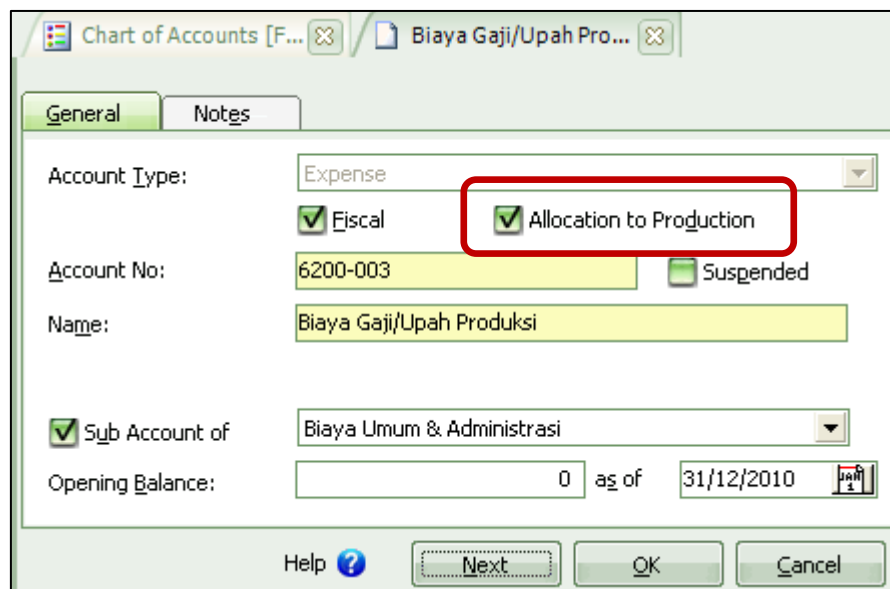 Chart of Accounts [F... Biaya Gaji/Upah Pro...
General Notes
Account Type: Expense
Fiscal Allocation to Production
Account No: 6200-003 Suspended
Name: Biaya Gaji/Upah Produksi
Sub Account of Biaya Umum & Administrasi
Opening Balance: 0 as of 31/12/2010
Help Next OK Cancel